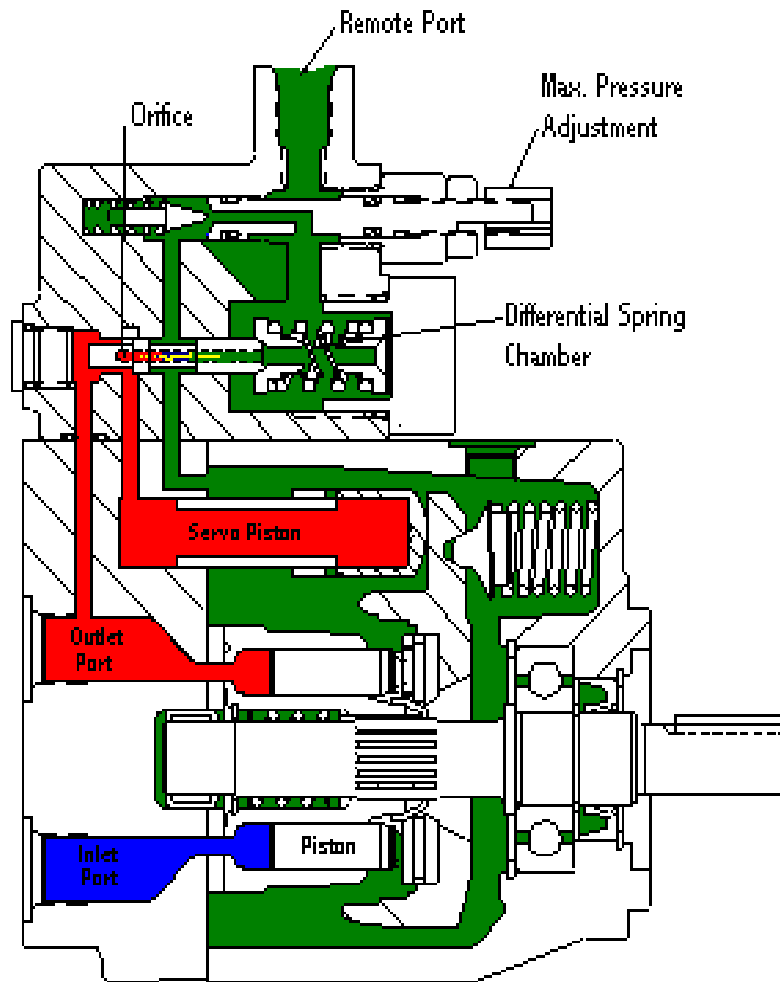 Remote Port
Max. Pressure
Adjustment
Orifice
Differential Spring
Chamber
Servo Piston
Outlet
Port
Inlet
Port
Piston